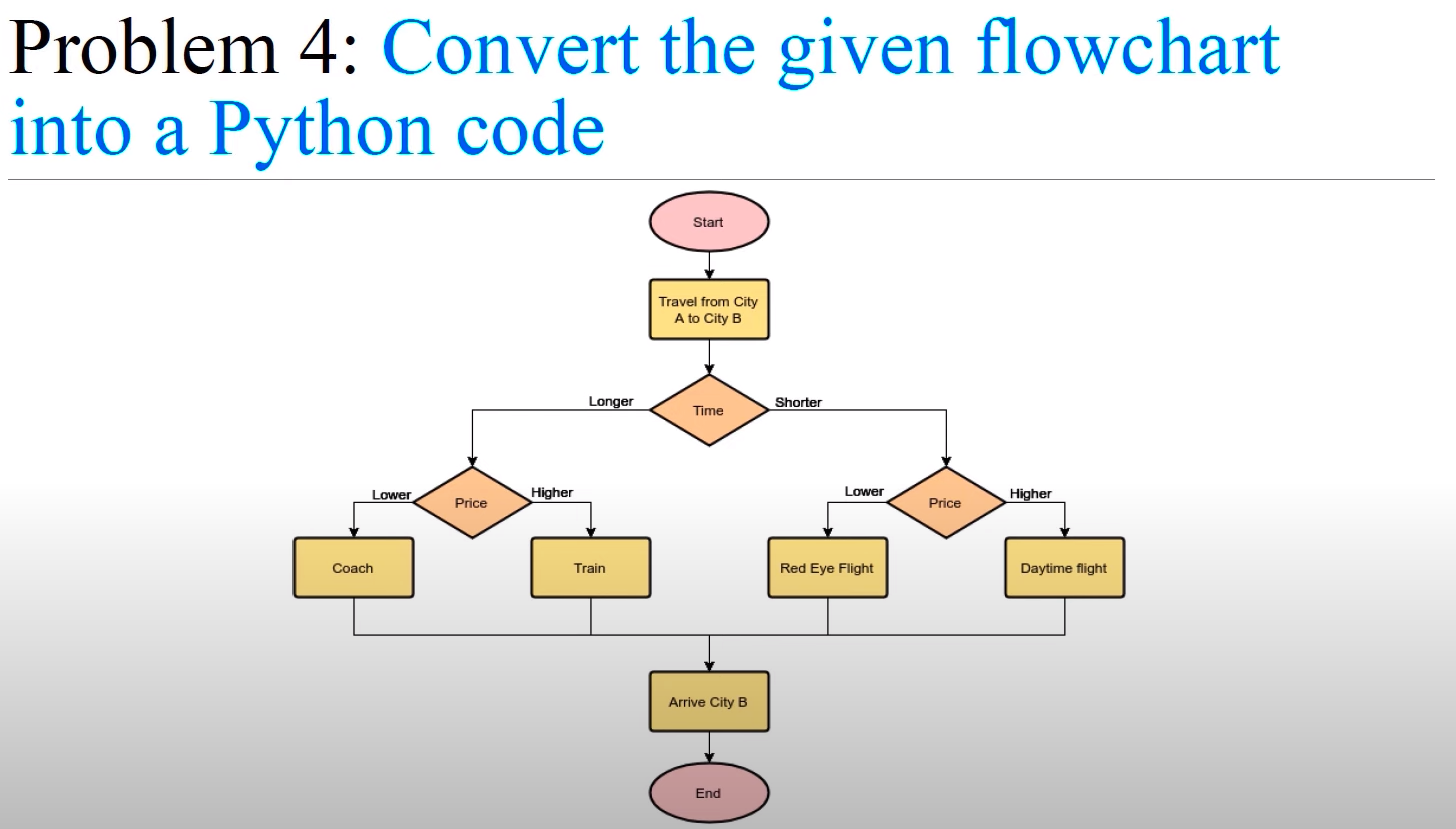 Problem 4: Convert the given flowchart
into a Python code
Start
Travel from City
A to City B
Longer
Time
Shorter
Lower
Price
Higher
Lower
Price
Higher
Coach
Train
Red Eye Flight
Daytime flight
Arrive City B
End